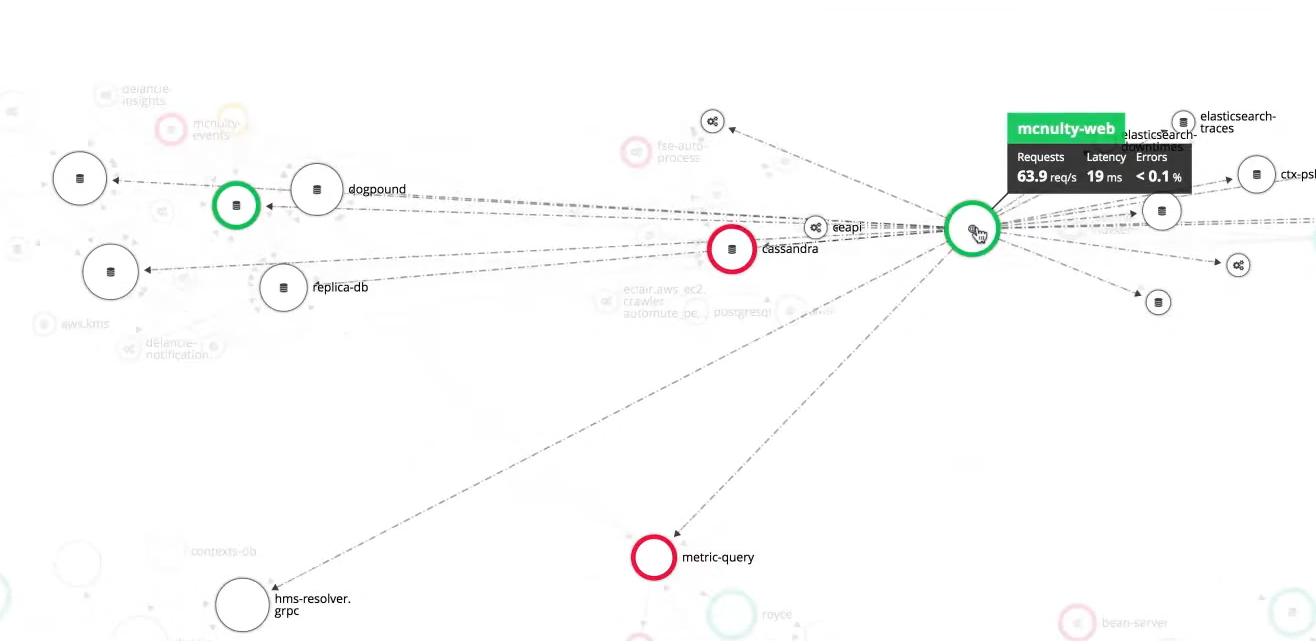 delancie-
insights
mcnulty-
events
dogpound
replica-db
aws.kms
delancie-
notification...
fse-auto-
process
ceapi
cassandra
eclair.aws_ec2.
crawler
automute_pe...
postgresql
mcnulty-web
Requests Latency Errors
63.9 req/s 19 ms < 0.1 %
elasticsearch-
traces
elasticsearch-
downtimes
ctx-psl
metric-query
contexts-db
hms-resolver.
grpc
royce
bean-server